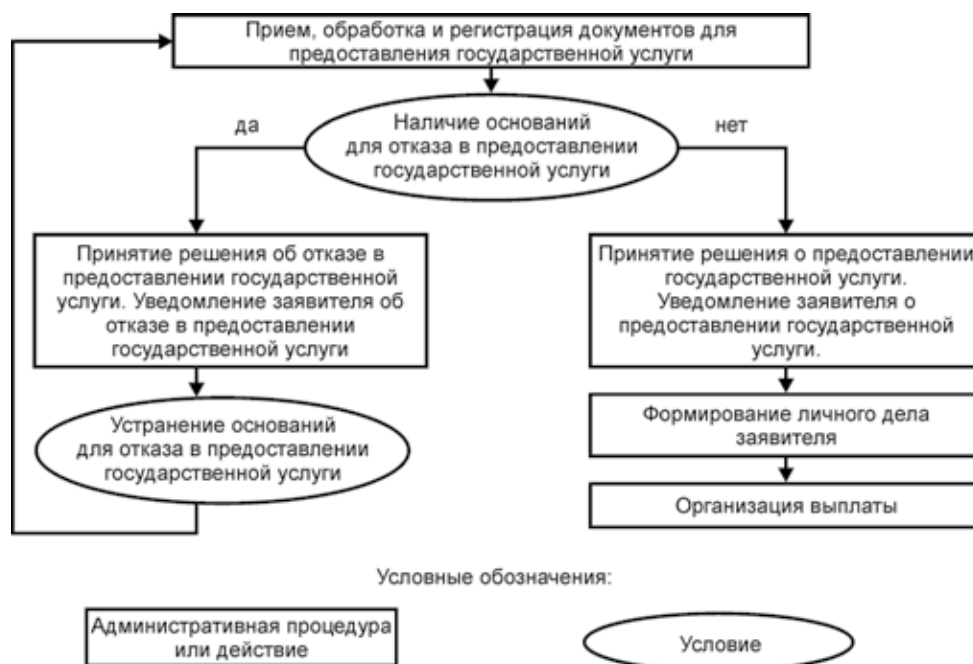 Прием, обработка и регистрация документов для
предоставления государственной услуги
да
Наличие оснований
для отказа в предоставлении
государственной услуги
нет
Принятие решения об отказе в
предоставлении государственной
услуги. Уведомление заявителя об
отказе в предоставлении
государственной услуги
Принятие решения о предоставлении
государственной услуги.
Уведомление заявителя о
предоставлении государственной
услуги.
Устранение оснований
для отказа в предоставлении
государственной услуги
Формирование личного дела
заявителя
Организация выплаты
Условные обозначения:
Административная процедура
или действие
Условие